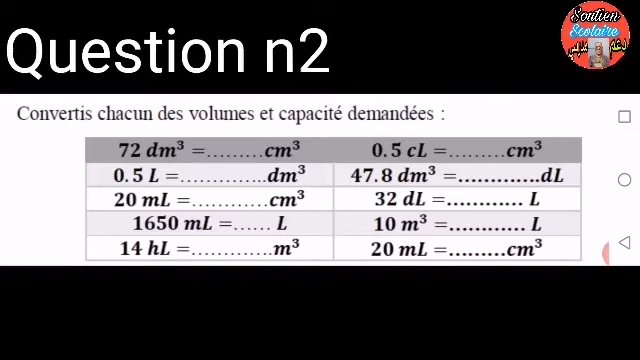 Question n2
Soutien
Scolaire
Convertis chacun des volumes et capacité demandées :
72 dm³ =.........cm³
0.5 cL =.........cm³
0.5 L =.............dm³
47.8 dm³ =.............dL
20 mL =............cm³
32 dL =............ L
1650 mL =...... L
10 m³ =............ L
14 hL =.............m³
20 mL =.........cm³